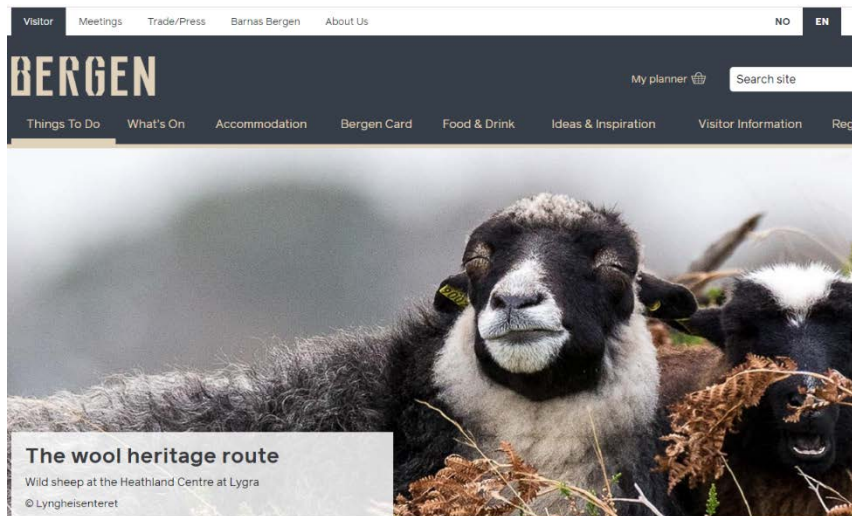 Visitor Meetings Trade/Press Barnas Bergen About Us NO EN
BERGEN
My planner Search site
Things To Do What's On Accommodation Bergen Card Food & Drink Ideas & Inspiration Visitor Information Reg
The wool heritage route
Wild sheep at the Heathland Centre at Lygra
© Lyngheisenteret